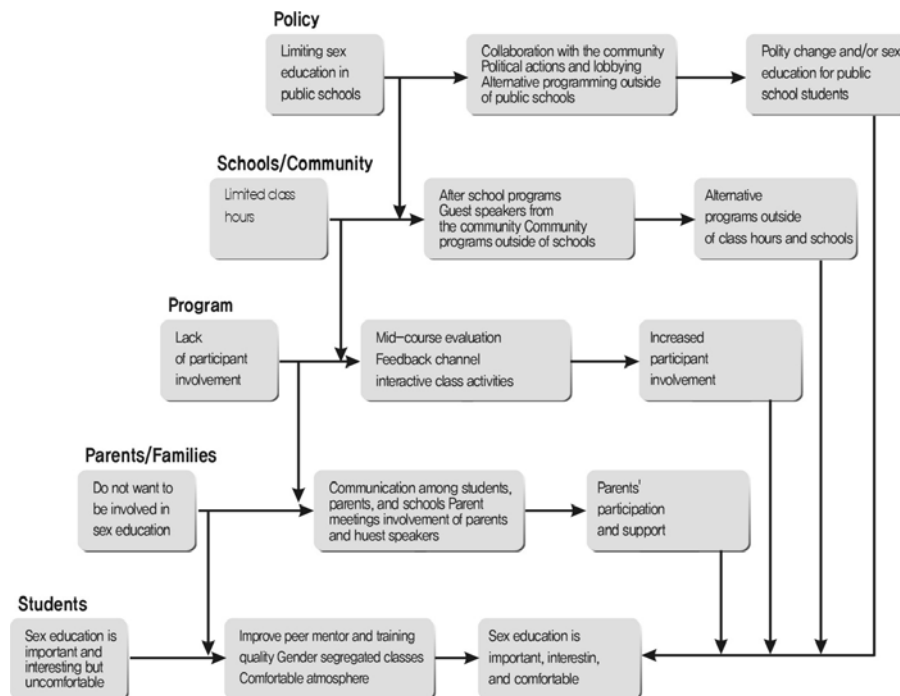 Policy
Limiting sex
education in
public schools
Collaboration with the community
Political actions and lobbying
Alternative programming outside
of public schools
Polity change and/or sex
education for public
school students
Schools/Community
Limited class
hours
After school programs
Guest speakers from
the community Community
programs outside of schools
Alternative
programs outside
of class hours and schools
Program
Lack
of participant
involvement
Mid-course evaluation
Feedback channel
interactive class activities
Increased
participant
involvement
Parents/Families
Do not want to
be involved in
sex education
Communication among students,
parents, and schools Parent
meetings involvement of parents
and huest speakers
Parents'
participation
and support
Students
Sex education is
important and
interesting but
uncomfortable
Improve peer mentor and training
quality Gender segregated classes
Comfortable atmosphere
Sex education is
important, interestin,
and comfortable